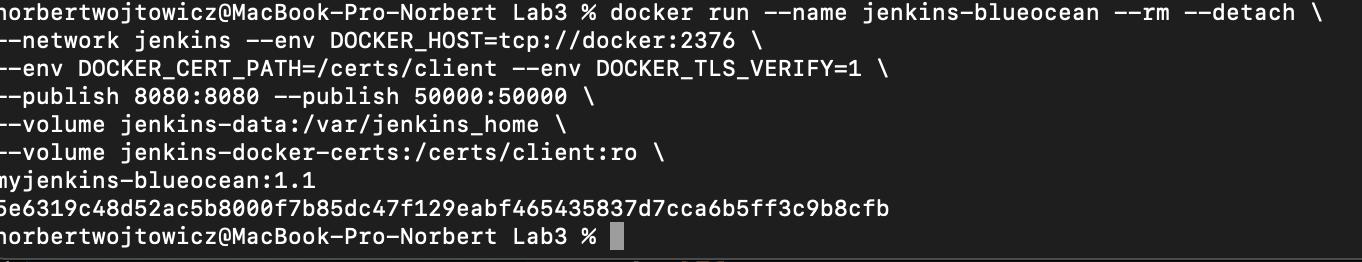 norbertwojtowicz@MacBook-Pro-Norbert Lab3 % docker run --name jenkins-blueocean --rm --detach \
--network jenkins --env DOCKER_HOST=tcp://docker:2376 \
--env DOCKER_CERT_PATH=/certs/client --env DOCKER_TLS_VERIFY=1 \
--publish 8080:8080 --publish 50000:50000 \
--volume jenkins-data:/var/jenkins_home \
--volume jenkins-docker-certs:/certs/client:ro \
myjenkins-blueocean:1.1
5e6319c48d52ac5b8000f7b85dc47f129eabf465435837d7cca6b5ff3c9b8cfb
norbertwojtowicz@MacBook-Pro-Norbert Lab3 %